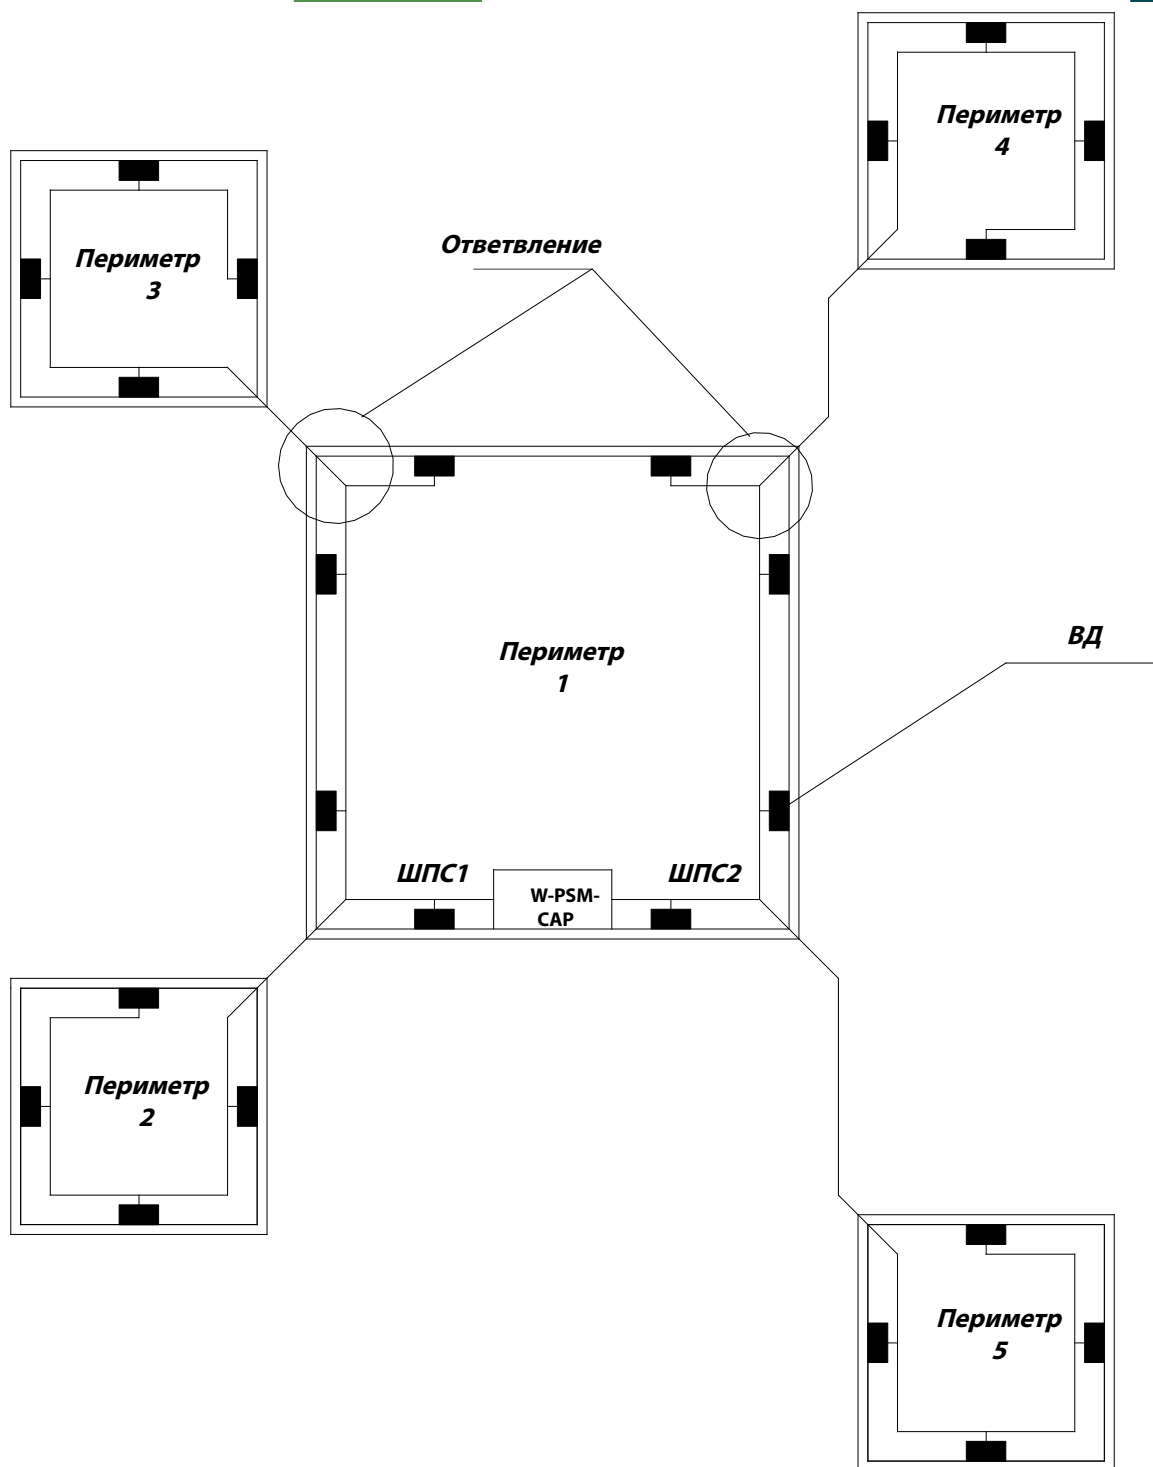 Периметр
4
Ответвление
Периметр
3
ВД
Периметр
1
ШПС1
ШПС2
W-PSM-
CAP
Периметр
2
Периметр
5